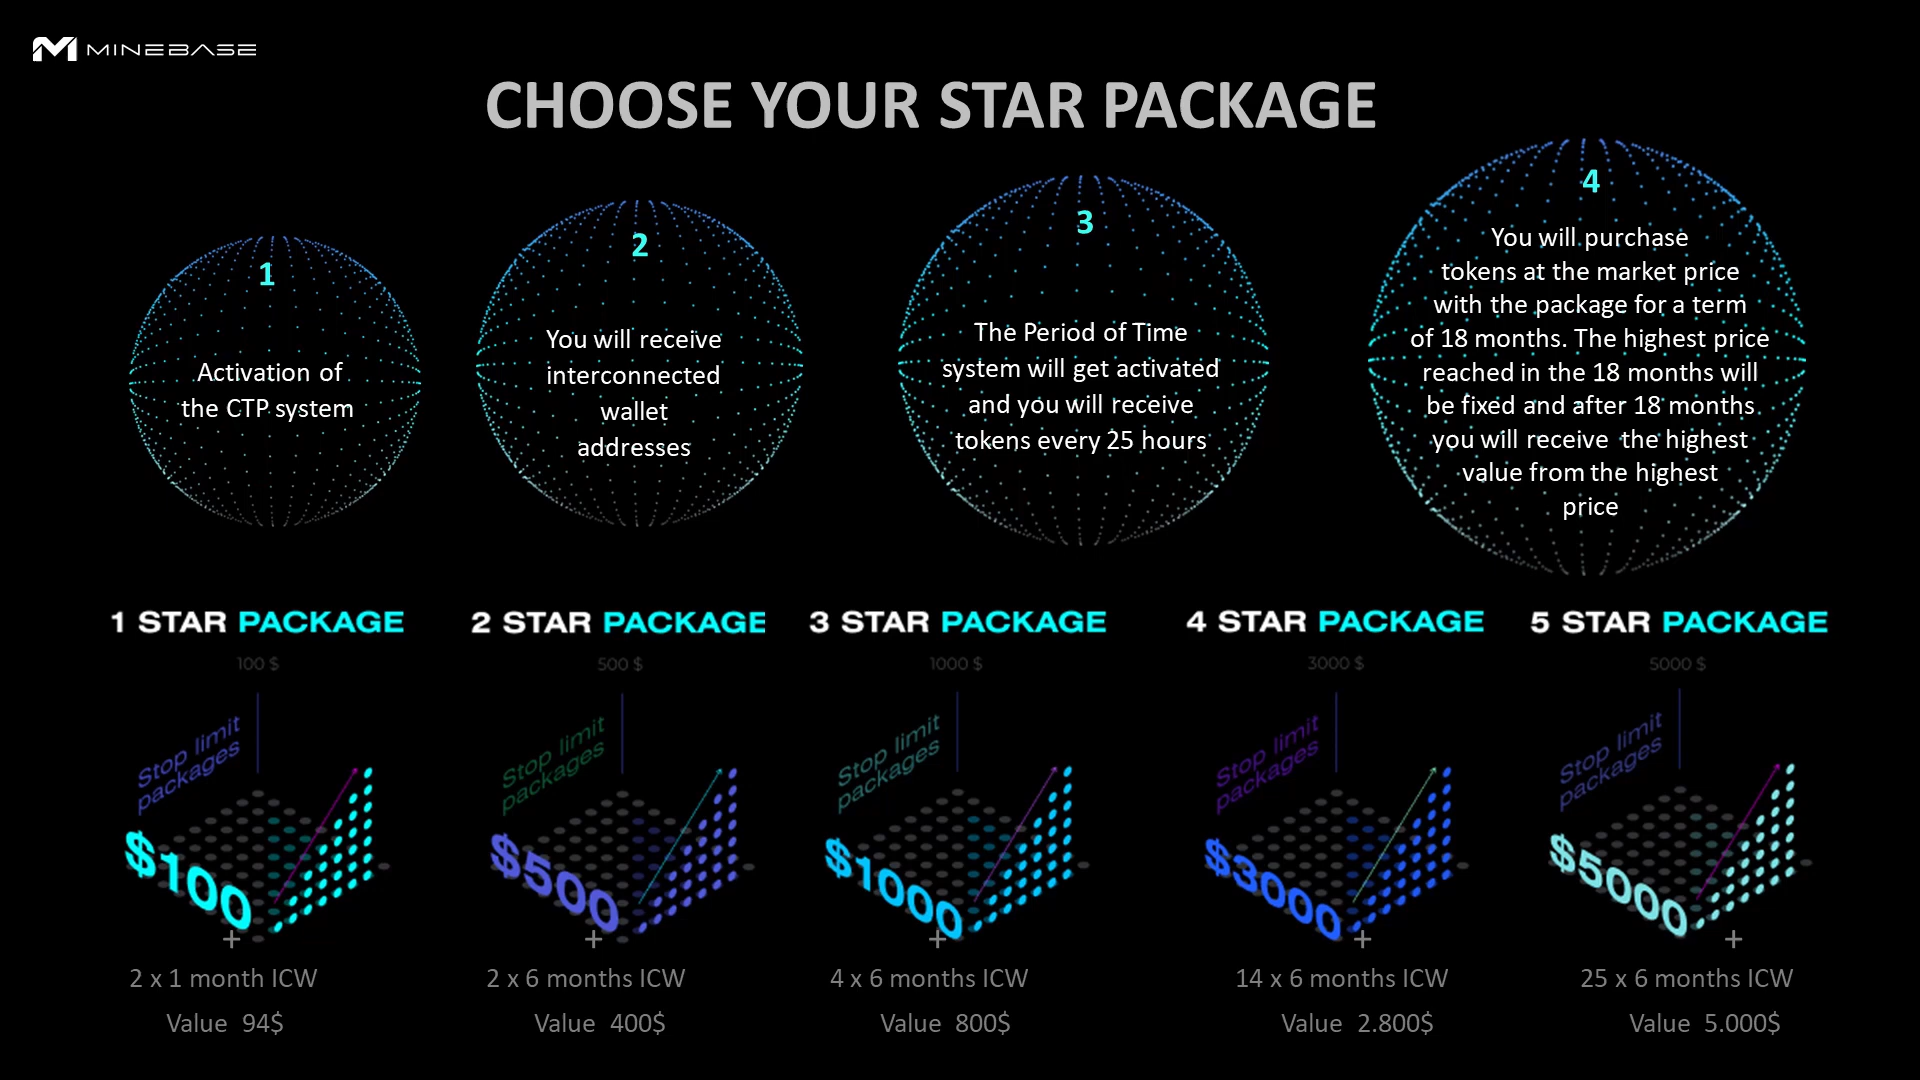 MINEBASE
CHOOSE YOUR STAR PACKAGE
1
Activation of
the CTP system
2
You will receive
interconnected
wallet
addresses
3
The Period of Time
system will get activated
and you will receive
tokens every 25 hours
4
You will purchase
tokens at the market price
with the package for a term
of 18 months. The highest price
reached in the 18 months will
be fixed and after 18 months
you will receive the highest
value from the highest
price
1 STAR PACKAGE
100 $
Stop limit
packages
$100
+
2 x 1 month ICW
Value 94$
2 STAR PACKAGE
500 $
Stop limit
packages
$500
+
2 x 6 months ICW
Value 400$
3 STAR PACKAGE
1000 $
Stop limit
packages
$1000
+
4 x 6 months ICW
Value 800$
4 STAR PACKAGE
3000 $
Stop limit
packages
$3000
+
14 x 6 months ICW
Value 2.800$
5 STAR PACKAGE
5000 $
Stop limit
packages
$5000
+
25 x 6 months ICW
Value 5.000$